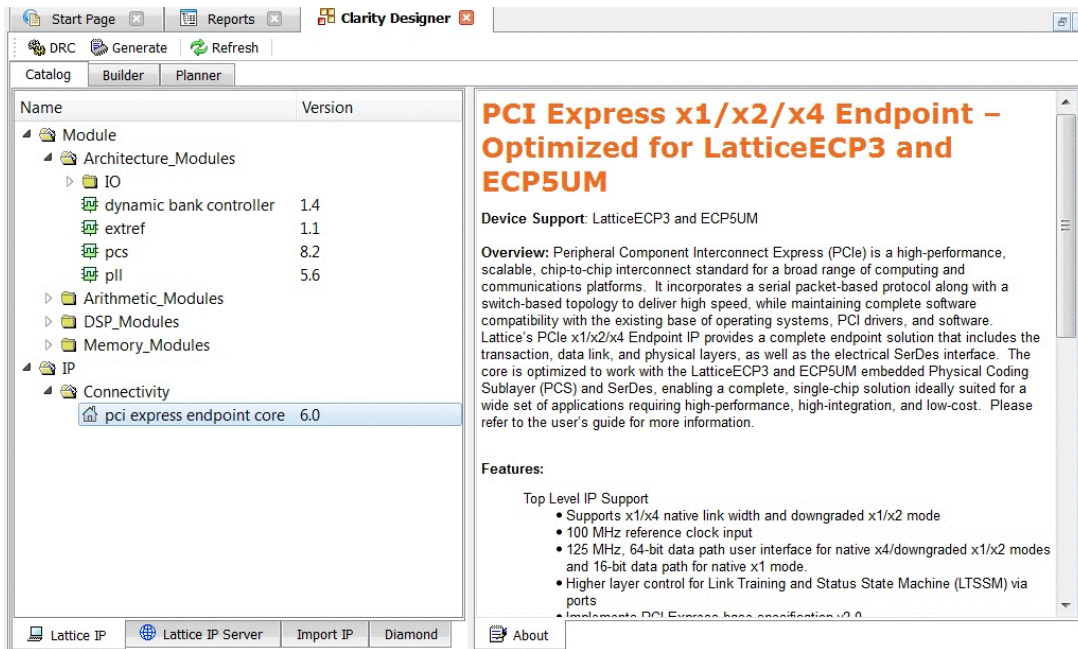 Start Page
Reports
Clarity Designer
DRC Generate Refresh
Catalog Builder Planner
Name Version
Module
Architecture_Modules
IO
dynamic bank controller 1.4
extref 1.1
pcs 8.2
pll 5.6
Arithmetic_Modules
DSP_Modules
Memory_Modules
IP
Connectivity
pci express endpoint core 6.0
Lattice IP Lattice IP Server Import IP Diamond
PCI Express x1/x2/x4 Endpoint –
Optimized for LatticeECP3 and
ECP5UM
Device Support: LatticeECP3 and ECP5UM
Overview: Peripheral Component Interconnect Express (PCIe) is a high-performance,
scalable, chip-to-chip interconnect standard for a broad range of computing and
communications platforms. It incorporates a serial packet-based protocol along with a
switch-based topology to deliver high speed, while maintaining complete software
compatibility with the existing base of operating systems, PCI drivers, and software.
Lattice's PCIe x1/x2/x4 Endpoint IP provides a complete endpoint solution that includes the
transaction, data link, and physical layers, as well as the electrical SerDes interface. The
core is optimized to work with the LatticeECP3 and ECP5UM embedded Physical Coding
Sublayer (PCS) and SerDes, enabling a complete, single-chip solution ideally suited for a
wide set of applications requiring high-performance, high-integration, and low-cost. Please
refer to the user's guide for more information.
Features:
Top Level IP Support
• Supports x1/x4 native link width and downgraded x1/x2 mode
• 100 MHz reference clock input
• 125 MHz, 64-bit data path user interface for native x4/downgraded x1/x2 modes
and 16-bit data path for native x1 mode.
• Higher layer control for Link Training and Status State Machine (LTSSM) via
ports
• Implements PCI Express base specification v2.0
About